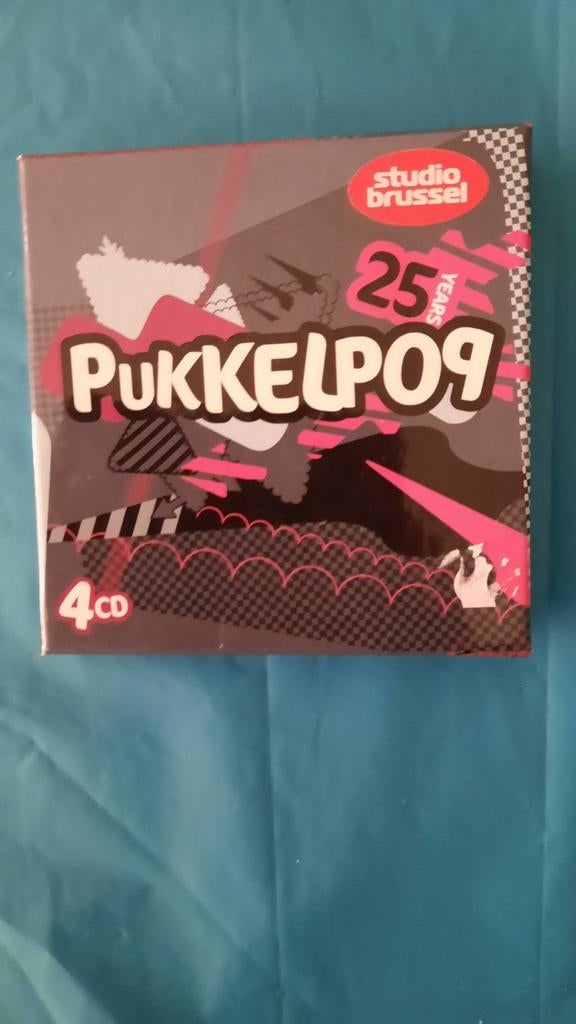 studio
brussel
25
YEARS
PUKKELPOP
4CD